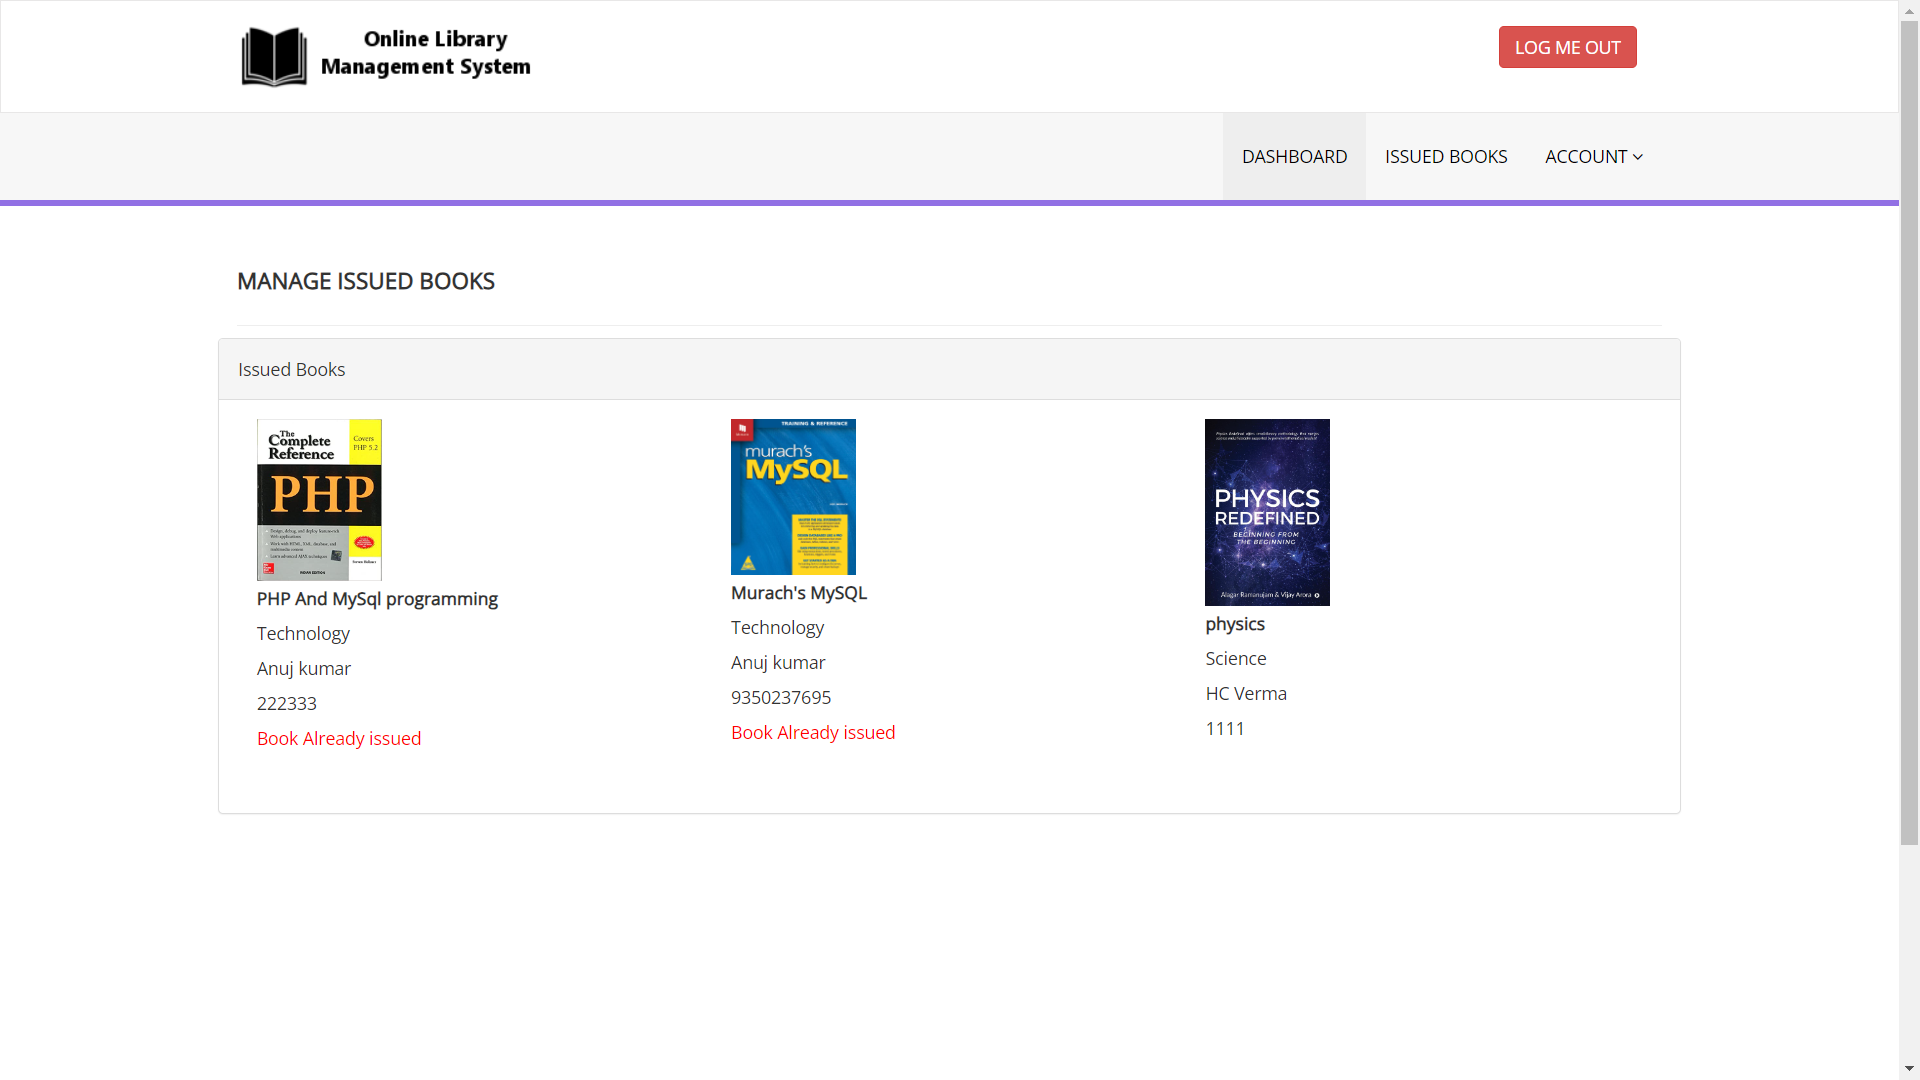 Online Library
Management System
LOG ME OUT
DASHBOARD
ISSUED BOOKS
ACCOUNT
MANAGE ISSUED BOOKS
Issued Books
The
Complete
Reference
Covers
PHP 5.2
PHP
INDIAN EDITION
PHP And MySql programming
Technology
Anuj kumar
222333
Book Already issued
TRAINING & REFERENCE
murach's
MySQL
Murach's MySQL
Technology
Anuj kumar
9350237695
Book Already issued
PHYSICS
REDEFINED
BEGINNING FROM
THE BEGINNING
Alagar Ramanujam & Vijay Arora
physics
Science
HC Verma
1111